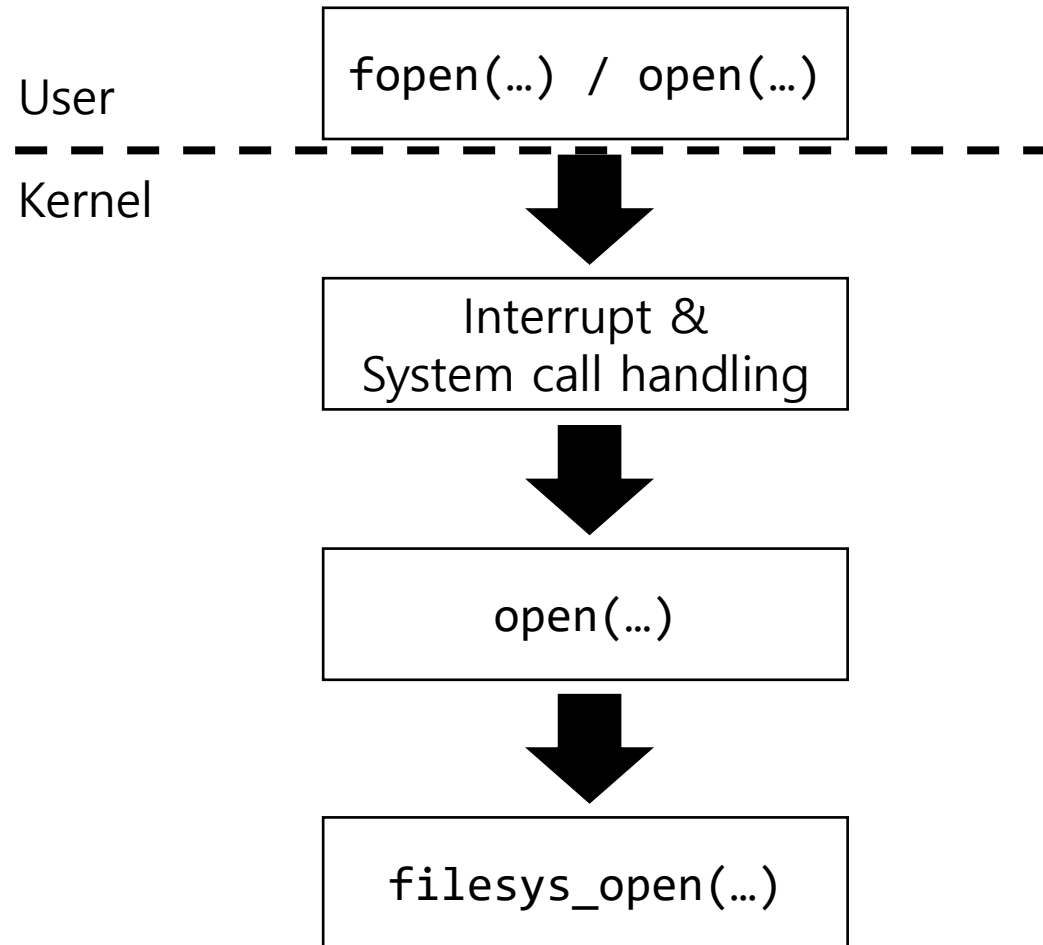 fopen(…) / open(…)
User
Kernel
Interrupt &
System call handling
open(…)
filesys_open(…)